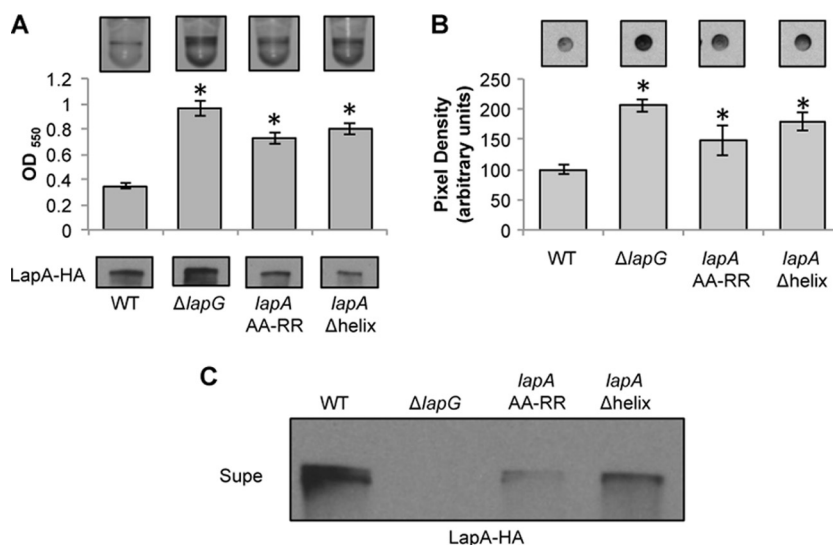 A
1.2
1
0.8
0.6
0.4
0.2
0
OD 550
*
*
*
LapA-HA
WT
ΔlapG
lapA
AA-RR
lapA
Δhelix
B
250
200
150
100
50
0
Pixel Density
(arbitrary units)
*
*
*
WT
ΔlapG
lapA
AA-RR
lapA
Δhelix
C
WT
ΔlapG
lapA
AA-RR
lapA
Δhelix
Supe
LapA-HA